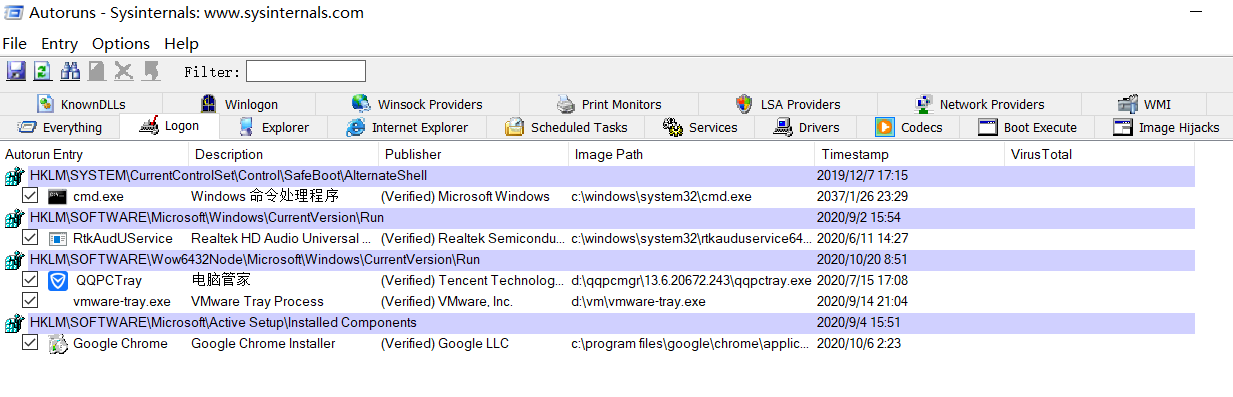 Autoruns - Sysinternals: www.sysinternals.com
File Entry Options Help
Filter:
KnownDLLs Winlogon Winsock Providers Print Monitors LSA Providers Network Providers WMI
Everything Logon Explorer Internet Explorer Scheduled Tasks Services Drivers Codecs Boot Execute Image Hijacks
Autorun Entry Description Publisher Image Path Timestamp VirusTotal
HKLM\SYSTEM\CurrentControlSet\Control\SafeBoot\AlternateShell 2019/12/7 17:15
cmd.exe Windows 命令处理程序 (Verified) Microsoft Windows c:\windows\system32\cmd.exe 2037/1/26 23:29
HKLM\SOFTWARE\Microsoft\Windows\CurrentVersion\Run 2020/9/2 15:54
RtkAudUService Realtek HD Audio Universal ... (Verified) Realtek Semicondu... c:\windows\system32\rtkauduservice64... 2020/6/11 14:27
HKLM\SOFTWARE\Wow6432Node\Microsoft\Windows\CurrentVersion\Run 2020/10/20 8:51
QQPCTray 电脑管家 (Verified) Tencent Technolog... d:\qqpcmgr\13.6.20672.243\qqpctray.exe 2020/7/15 17:08
vmware-tray.exe VMware Tray Process (Verified) VMware, Inc. d:\vm\vmware-tray.exe 2020/9/14 21:04
HKLM\SOFTWARE\Microsoft\Active Setup\Installed Components 2020/9/4 15:51
Google Chrome Google Chrome Installer (Verified) Google LLC c:\program files\google\chrome\applic... 2020/10/6 2:23